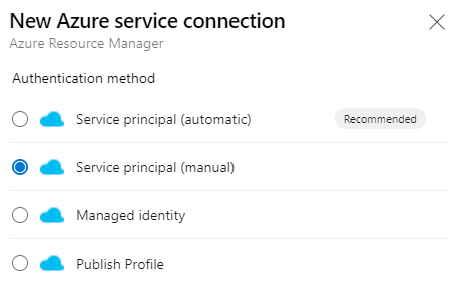 New Azure service connection
Azure Resource Manager
Authentication method
Service principal (automatic) Recommended
Service principal (manual)
Managed identity
Publish Profile